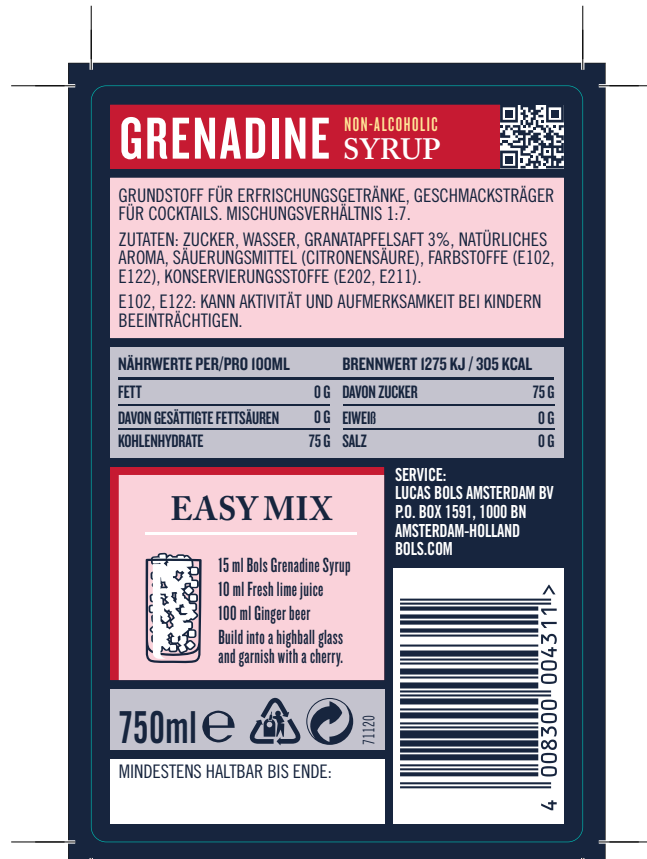 GRENADINE NON-ALCOHOLIC SYRUP
GRUNDSTOFF FÜR ERFRISCHUNGSGETRÄNKE, GESCHMACKSTRÄGER
FÜR COCKTAILS. MISCHUNGSVERHÄLTNIS 1:7.
ZUTATEN: ZUCKER, WASSER, GRANATAPFELSAFT 3%, NATÜRLICHES
AROMA, SÄUERUNGSMITTEL (CITRONENSÄURE), FARBSTOFFE (E102,
E122), KONSERVIERUNGSSTOFFE (E202, E211).
E102, E122: KANN AKTIVITÄT UND AUFMERKSAMKEIT BEI KINDERN
BEEINTRÄCHTIGEN.
NÄHRWERTE PER/PRO 100ML BRENNWERT 1275 KJ / 305 KCAL
FETT 0 G DAVON ZUCKER 75 G
DAVON GESÄTTIGTE FETTSÄUREN 0 G EIWEIß 0 G
KOHLENHYDRATE 75 G SALZ 0 G
EASY MIX
15 ml Bols Grenadine Syrup
10 ml Fresh lime juice
100 ml Ginger beer
Build into a highball glass
and garnish with a cherry.
SERVICE:
LUCAS BOLS AMSTERDAM BV
P.O. BOX 1591, 1000 BN
AMSTERDAM-HOLLAND
BOLS.COM
750ml e
71120
MINDESTENS HALTBAR BIS ENDE:
4 008300 004311 >